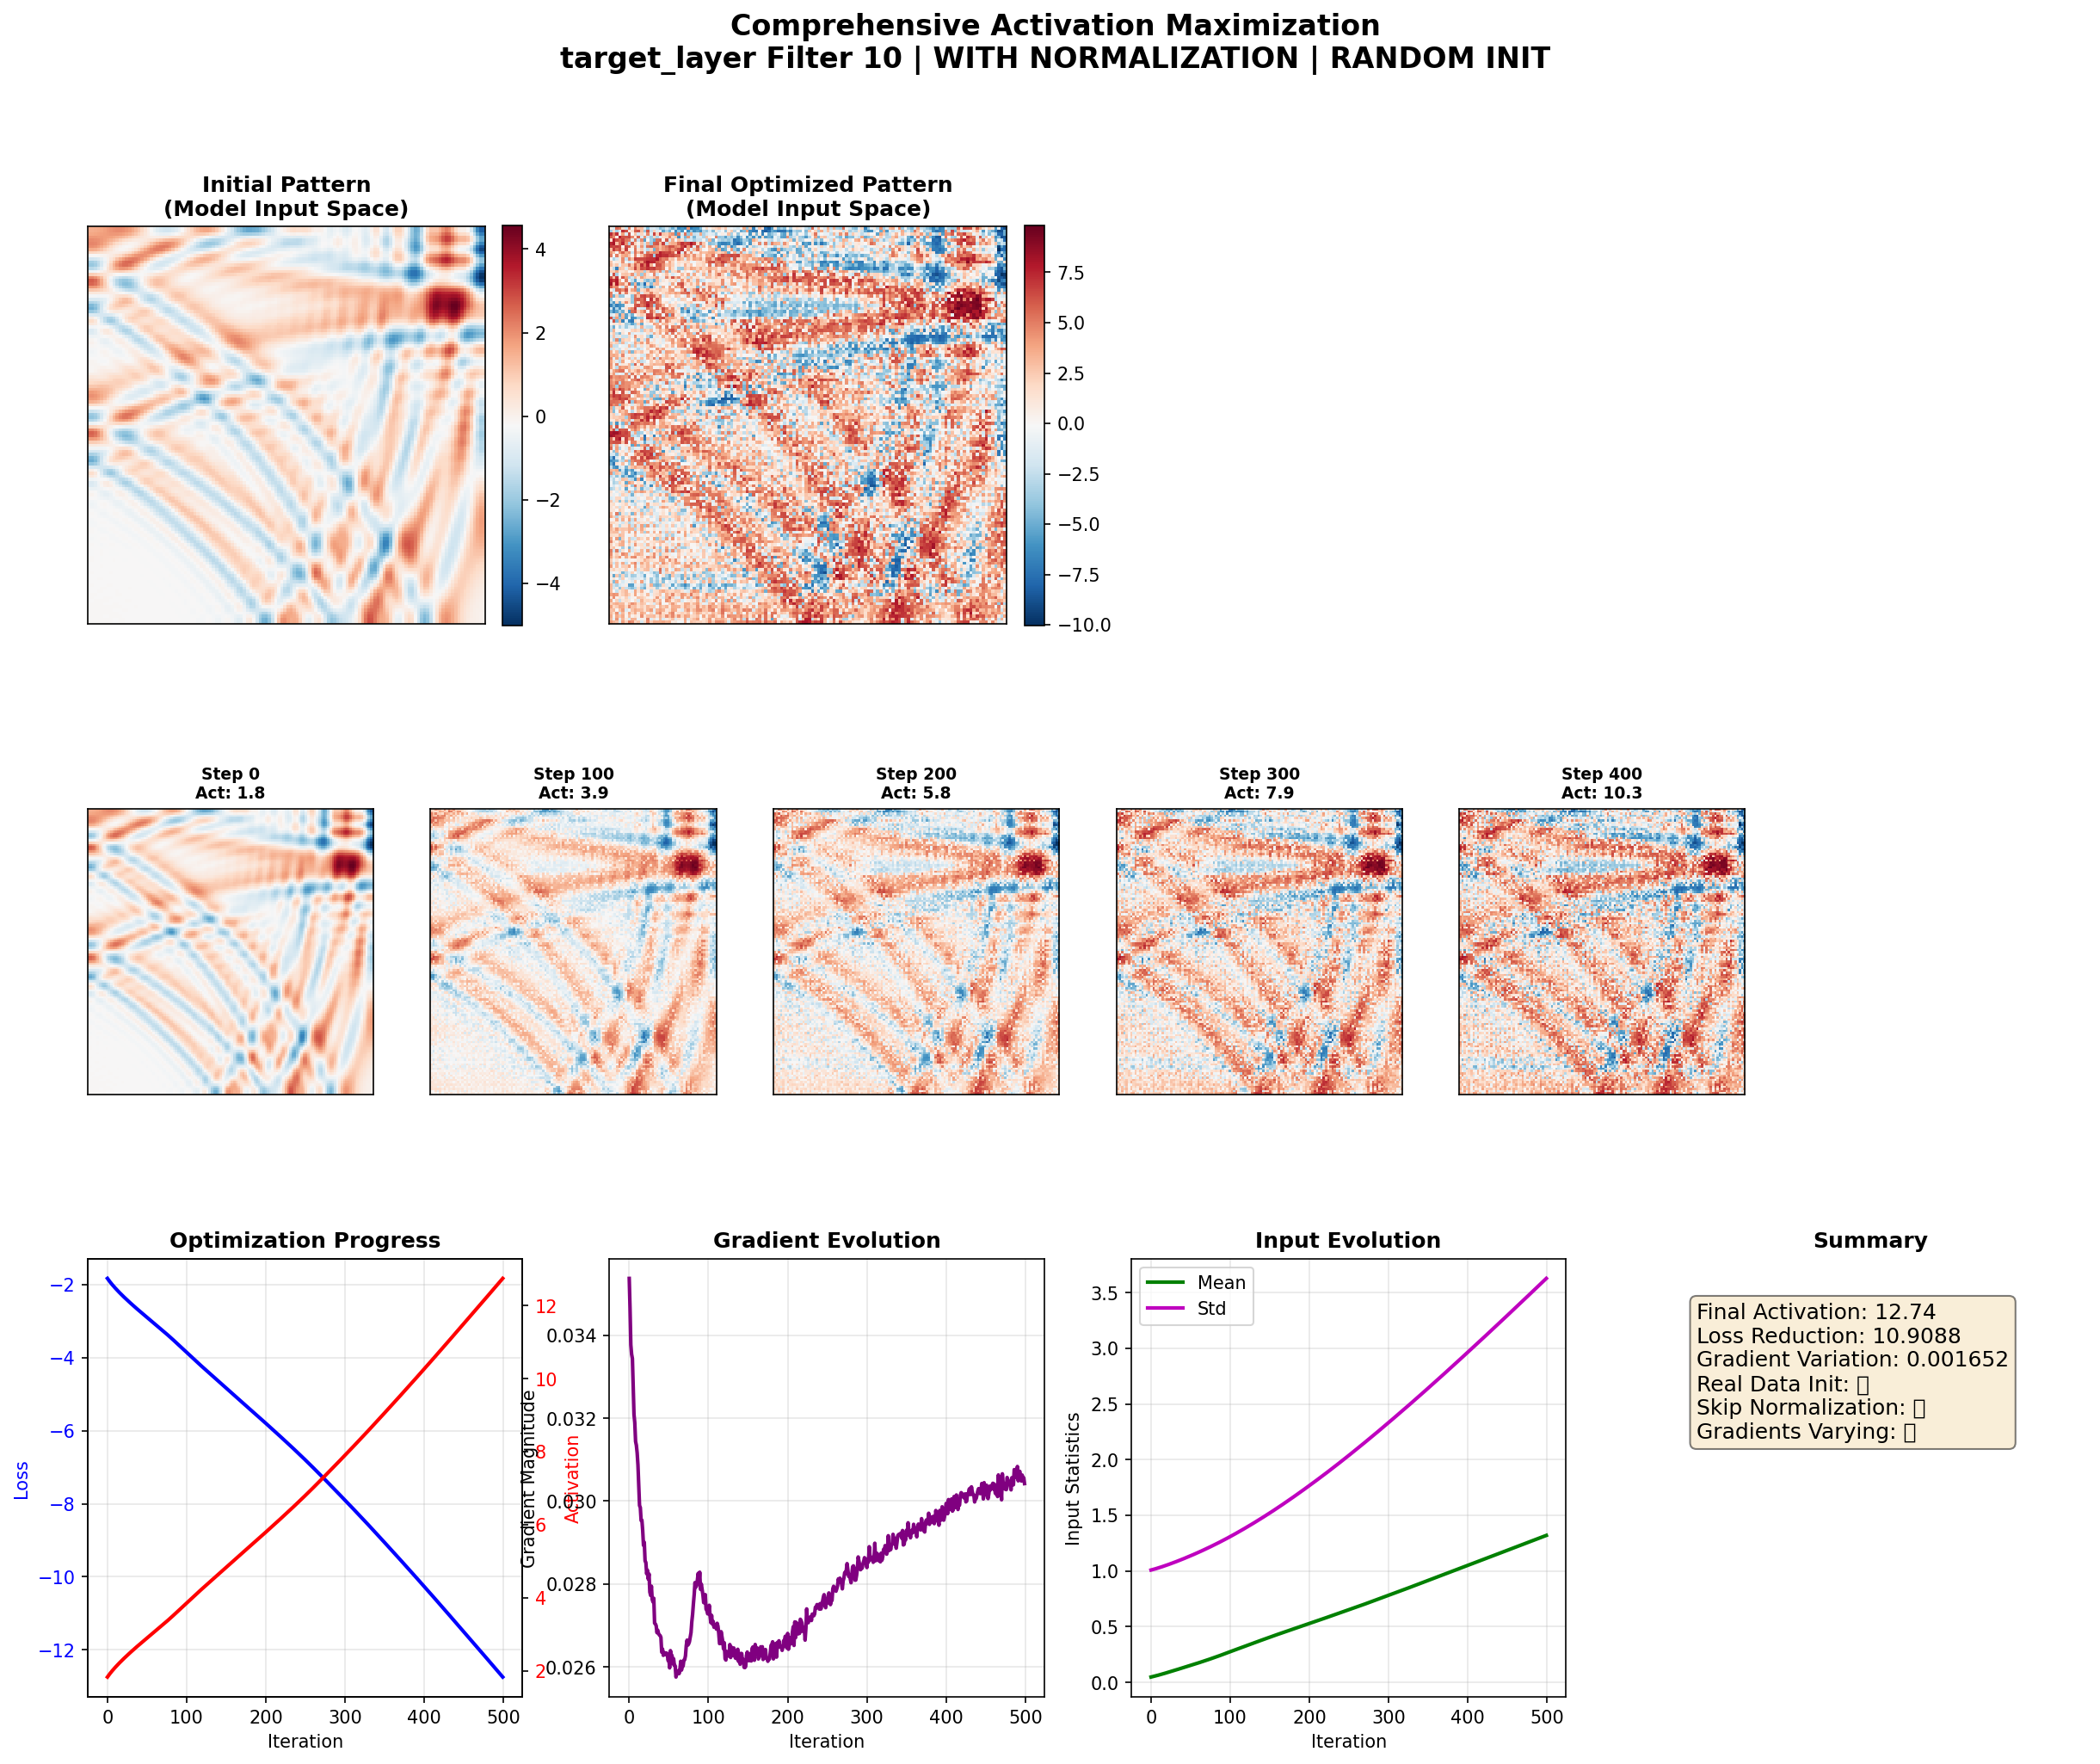 Comprehensive Activation Maximization
target_layer Filter 10 | WITH NORMALIZATION | RANDOM INIT
Initial Pattern
(Model Input Space)
4
2
0
−2
−4
Final Optimized Pattern
(Model Input Space)
7.5
5.0
2.5
0.0
−2.5
−5.0
−7.5
−10.0
Step 0
Act: 1.8
Step 100
Act: 3.9
Step 200
Act: 5.8
Step 300
Act: 7.9
Step 400
Act: 10.3
Optimization Progress
Loss
−2
−4
−6
−8
−10
−12
0 100 200 300 400 500
Iteration
12
10
8
6
4
2
Activation
Gradient Evolution
Gradient Magnitude
0.034
0.032
0.030
0.028
0.026
0 100 200 300 400 500
Iteration
Input Evolution
Mean
Std
Input Statistics
3.5
3.0
2.5
2.0
1.5
1.0
0.5
0.0
0 100 200 300 400 500
Iteration
Summary
Final Activation: 12.74
Loss Reduction: 10.9088
Gradient Variation: 0.001652
Real Data Init:
Skip Normalization:
Gradients Varying: